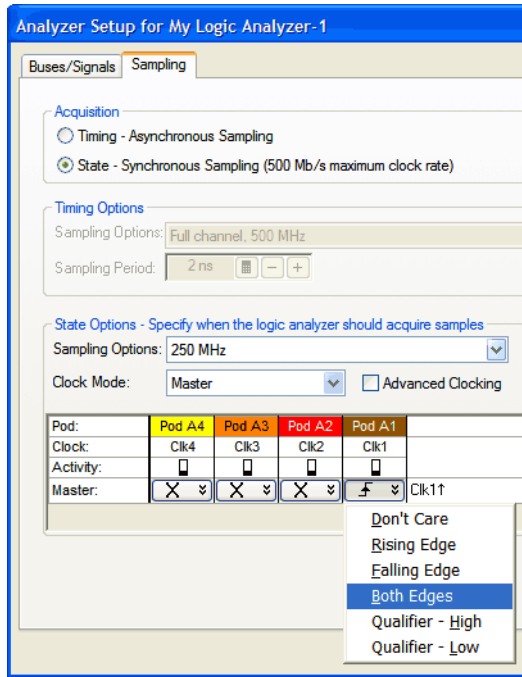 Analyzer Setup for My Logic Analyzer-1
Buses/Signals Sampling
Acquisition
Timing - Asynchronous Sampling
State - Synchronous Sampling (500 Mb/s maximum clock rate)
Timing Options
Sampling Options: Full channel, 500 MHz
Sampling Period: 2 ns
State Options - Specify when the logic analyzer should acquire samples
Sampling Options: 250 MHz
Clock Mode: Master Advanced Clocking
Pod: Pod A4 Pod A3 Pod A2 Pod A1
Clock: Clk4 Clk3 Clk2 Clk1
Activity:
Master: X X X Clk1↑
Don't Care
Rising Edge
Falling Edge
Both Edges
Qualifier - High
Qualifier - Low